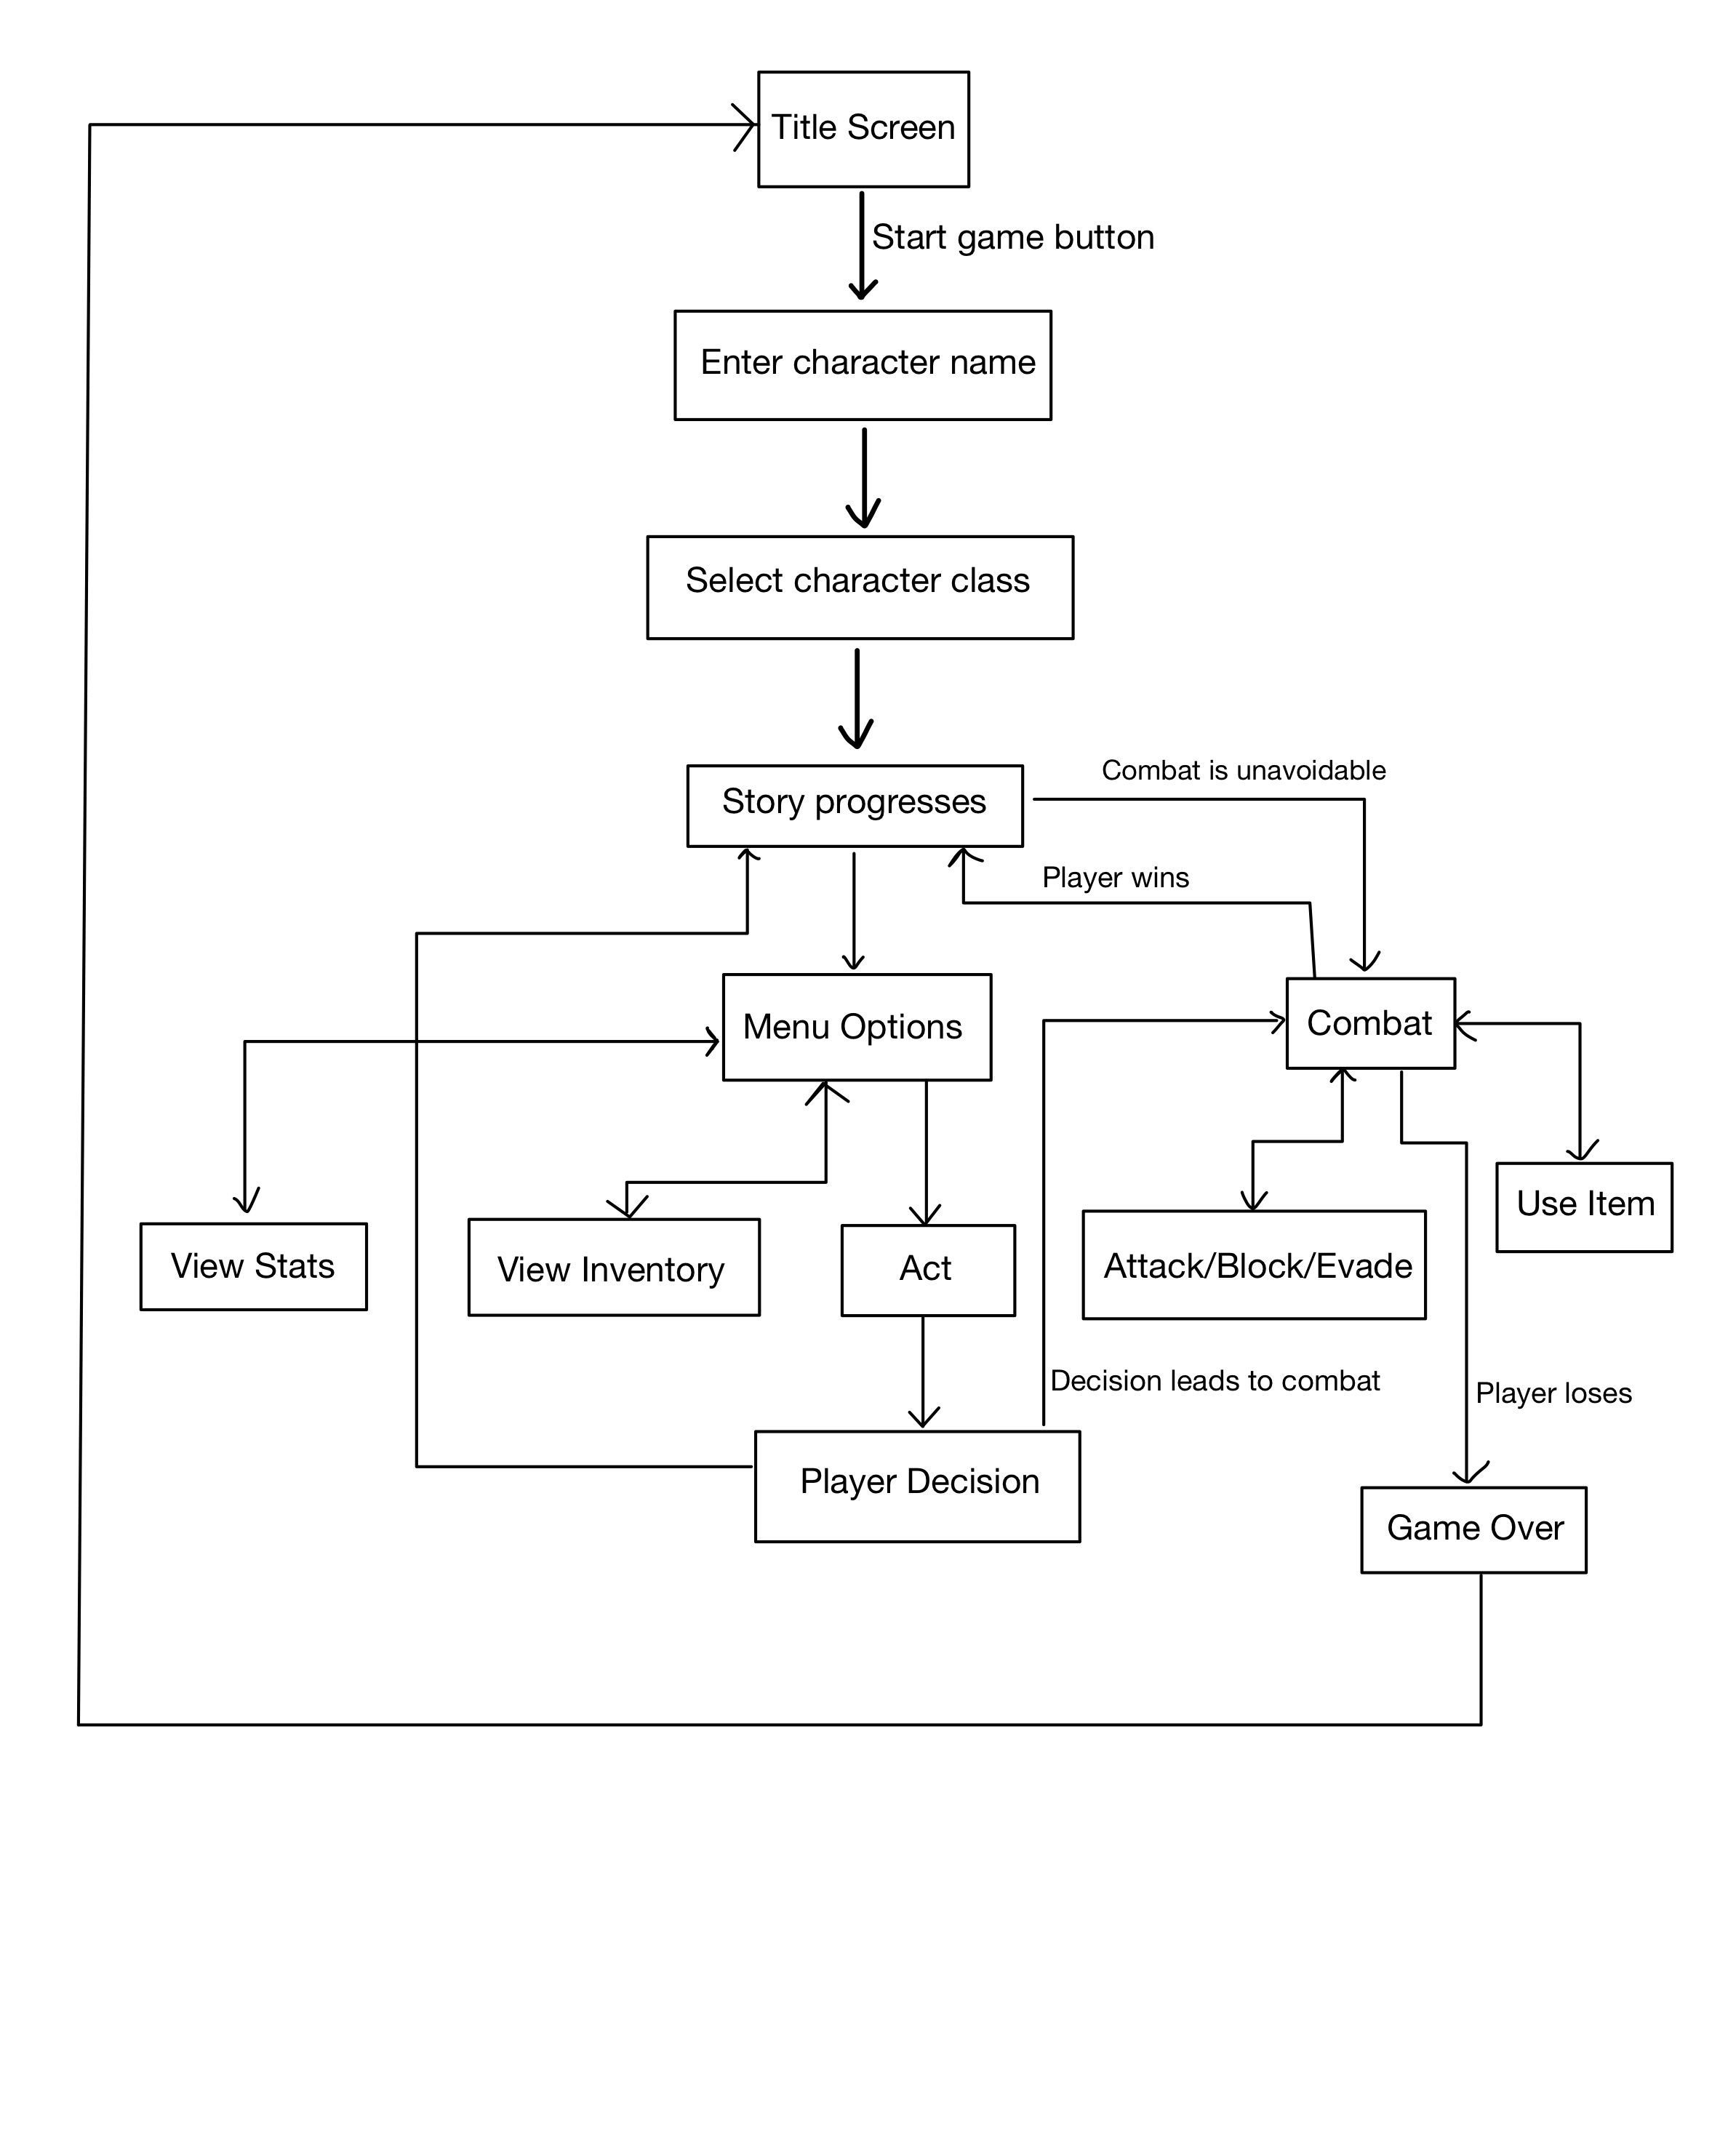 Title Screen
Start game button
Enter character name
Select character class
Story progresses
Combat is unavoidable
Player wins
Menu Options
Combat
View Stats
View Inventory
Act
Attack/Block/Evade
Use Item
Decision leads to combat
Player loses
Player Decision
Game Over